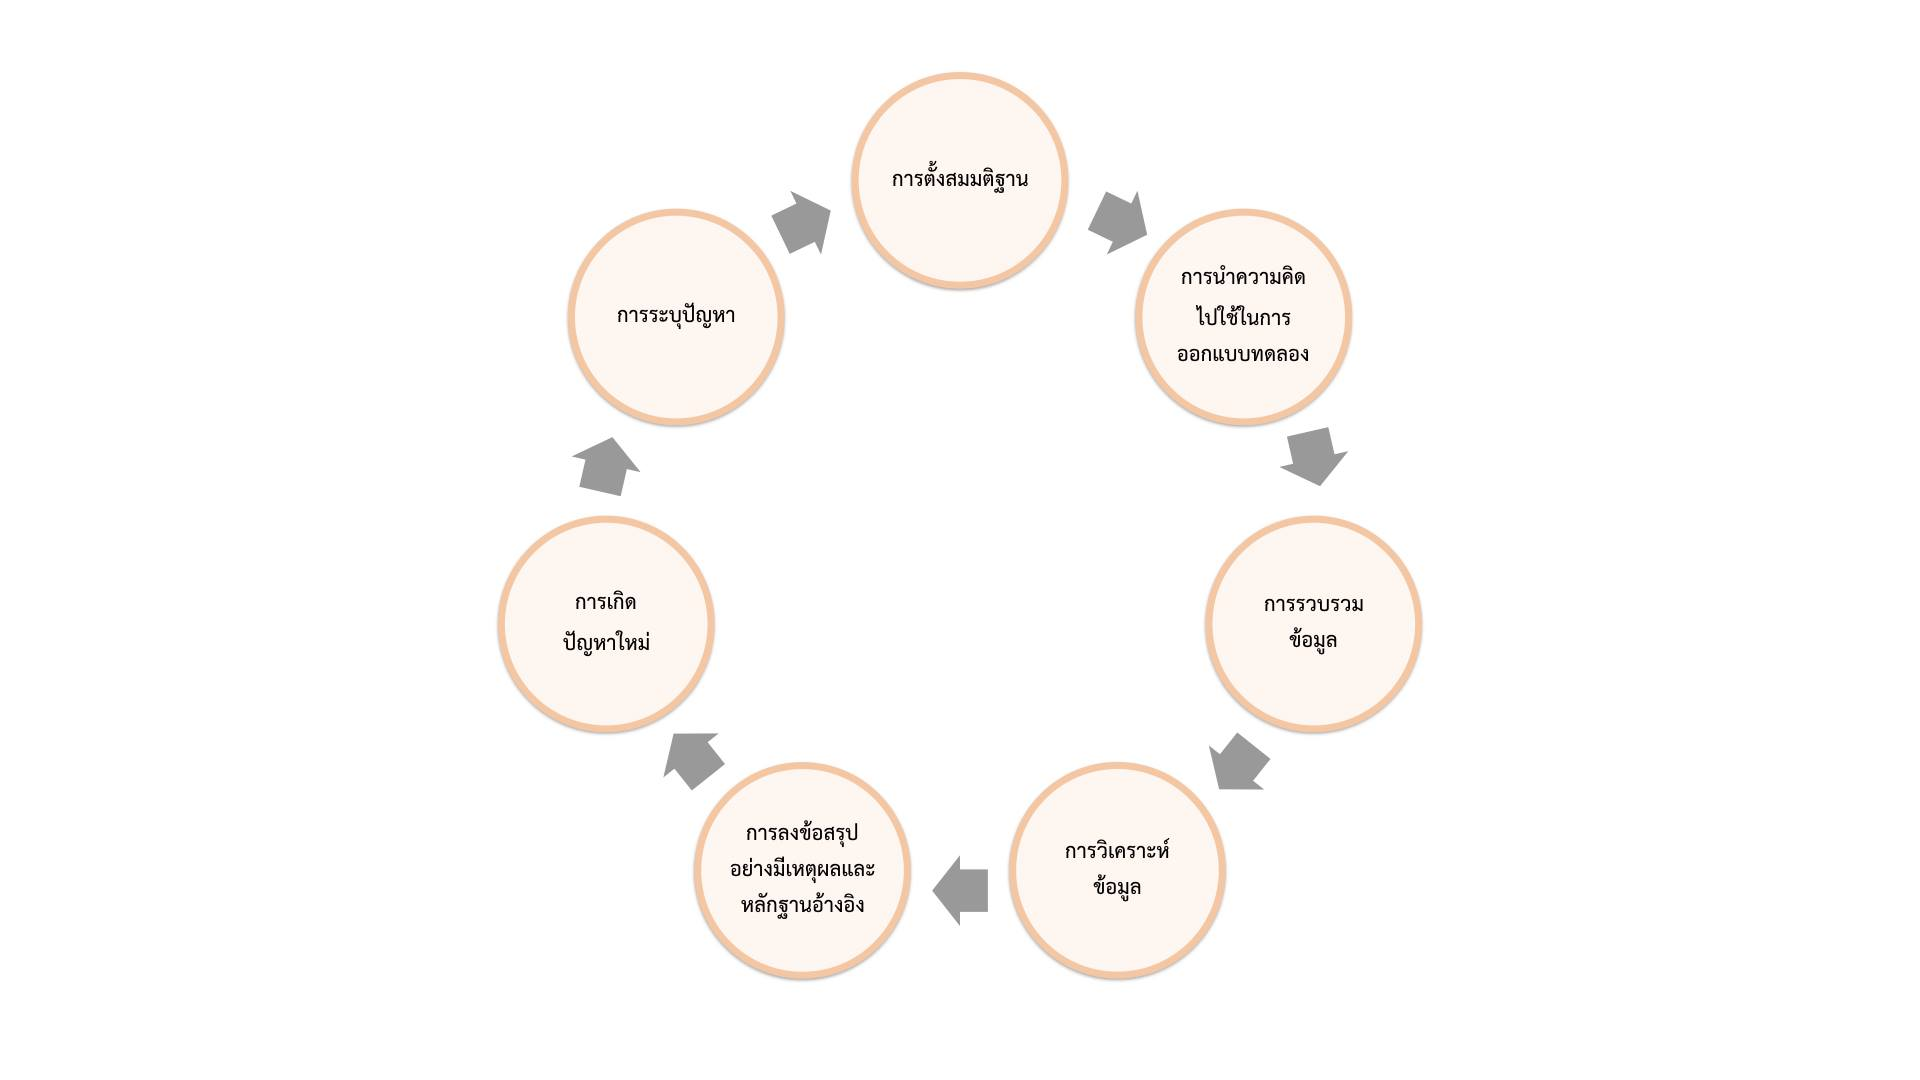 การตั้งสมมติฐาน
การนำความคิด
ไปใช้ในการ
ออกแบบทดลอง
การรวบรวม
ข้อมูล
การวิเคราะห์
ข้อมูล
การลงข้อสรุป
อย่างมีเหตุผลและ
หลักฐานอ้างอิง
การเกิด
ปัญหาใหม่
การระบุปัญหา